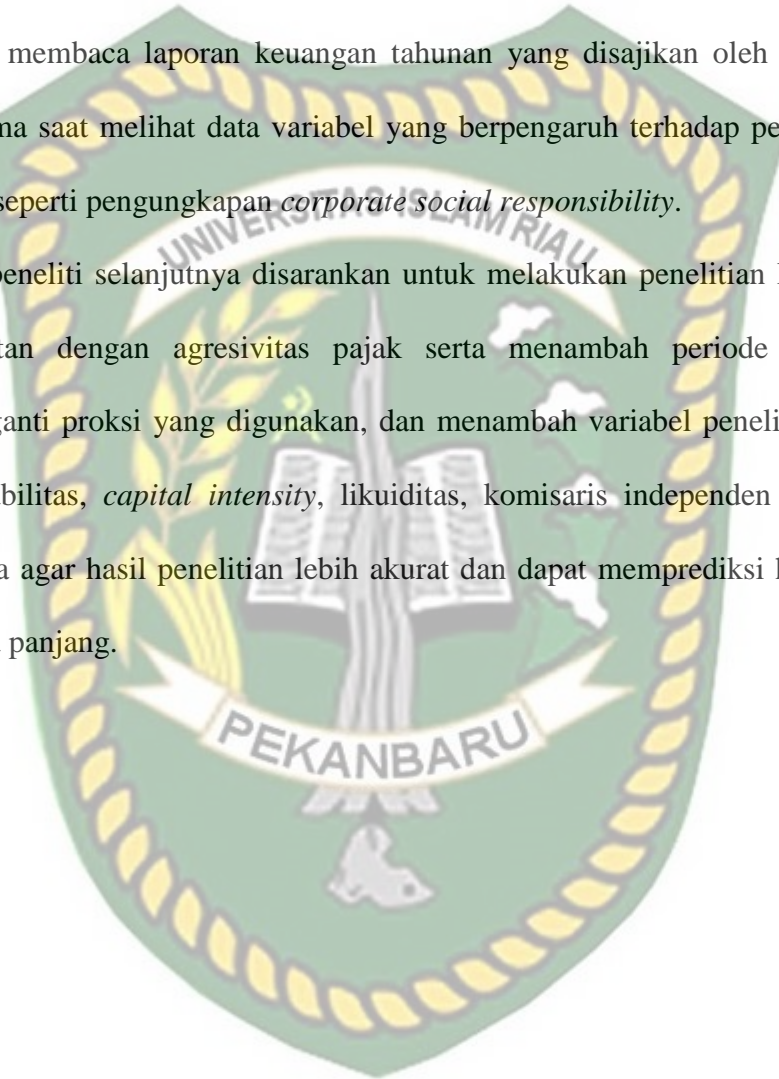 membaca laporan keuangan tahunan yang disajikan oleh
ma saat melihat data variabel yang berpengaruh terhadap pe
seperti pengungkapan corporate social responsibility.
UNIVERSITAS ISLAM RIAU
peneliti selanjutnya disarankan untuk melakukan penelitian
tan dengan agresivitas pajak serta menambah periode
ganti proksi yang digunakan, dan menambah variabel peneli
abilitas, capital intensity, likuiditas, komisaris independen
a agar hasil penelitian lebih akurat dan dapat memprediksi
panjang.
PEKANBARU